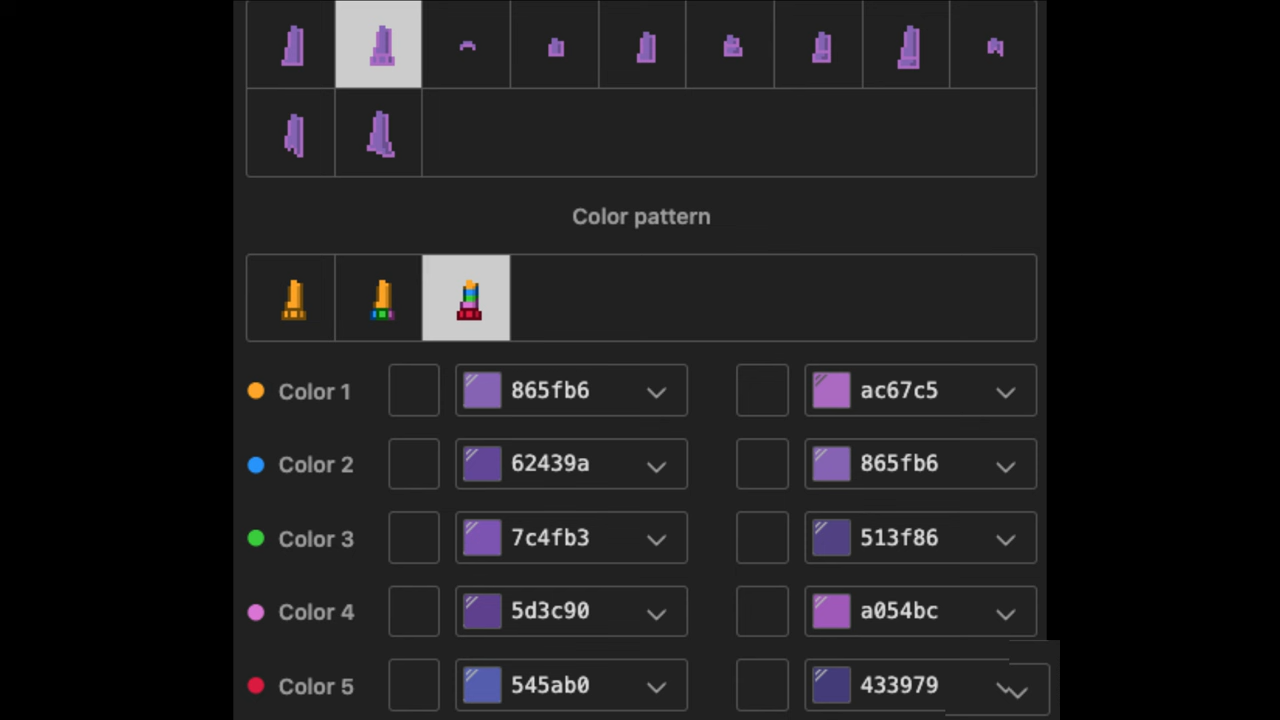 Color pattern
Color 1 865fb6 ac67c5
Color 2 62439a 865fb6
Color 3 7c4fb3 513f86
Color 4 5d3c90 a054bc
Color 5 545ab0 433979